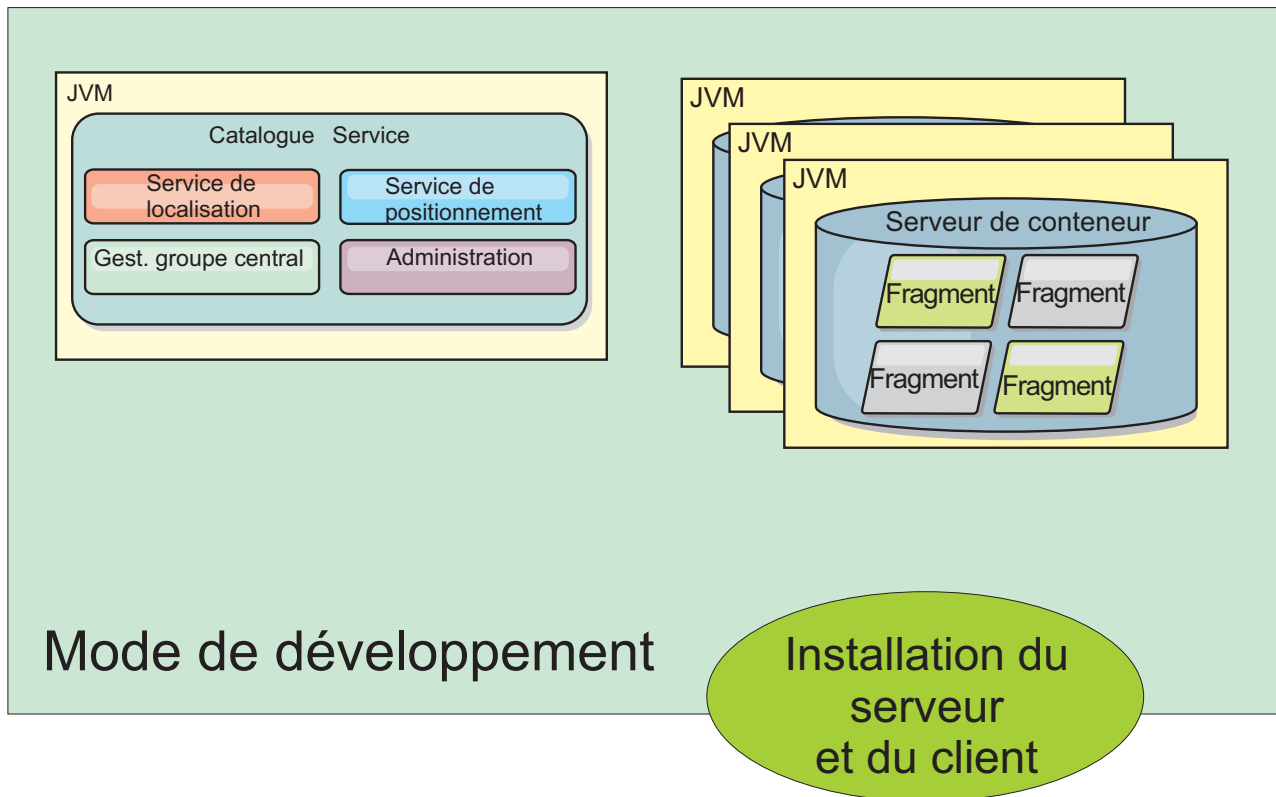 JVM
Catalogue Service
Service de
localisation
Service de
positionnement
Gest. groupe central
Administration
JVM
JVM
JVM
Serveur de conteneur
Fragment
Fragment
Fragment
Fragment
Mode de développement
Installation du
serveur
et du client